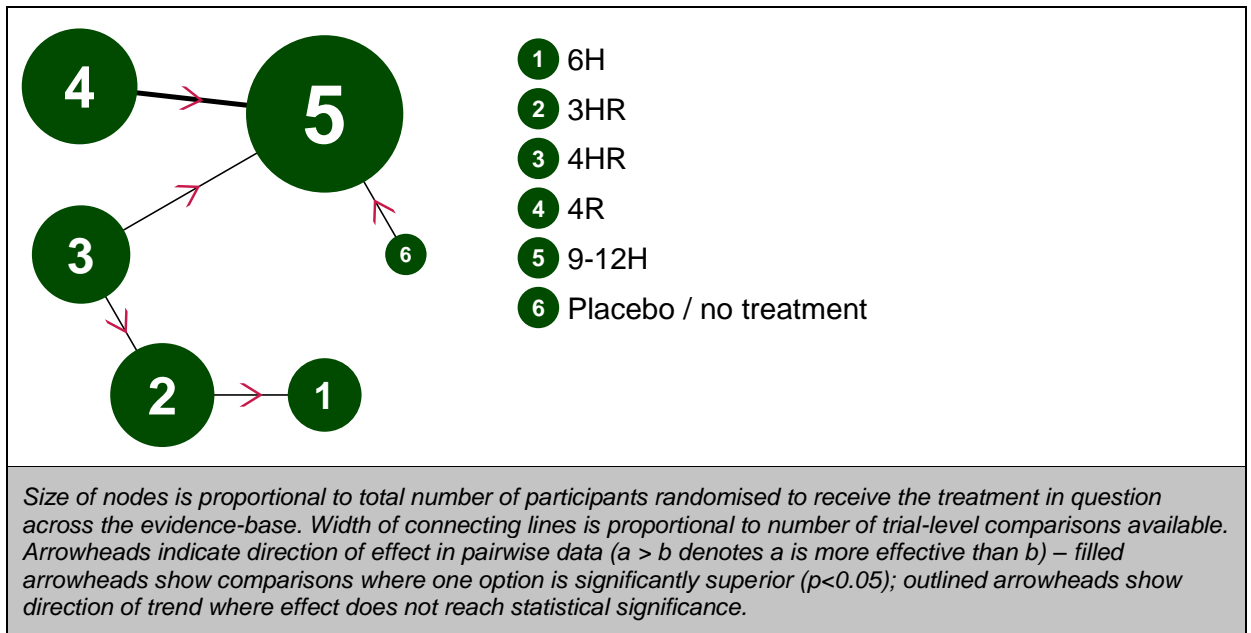 4
5
3
6
2
1
1 6H
2 3HR
3 4HR
4 4R
5 9-12H
6 Placebo / no treatment
Size of nodes is proportional to total number of participants randomised to receive the treatment in question
across the evidence-base. Width of connecting lines is proportional to number of trial-level comparisons available.
Arrowheads indicate direction of effect in pairwise data (a > b denotes a is more effective than b) – filled
arrowheads show comparisons where one option is significantly superior (p<0.05); outlined arrowheads show
direction of trend where effect does not reach statistical significance.